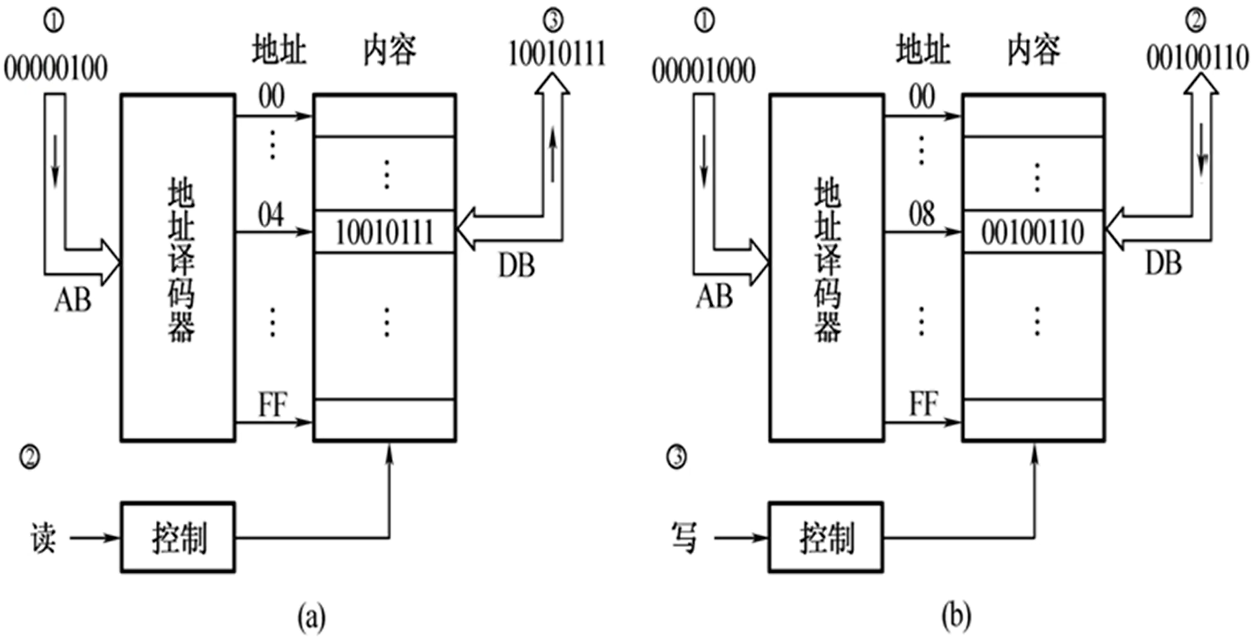 ①
00000100
地址
内容
③
10010111
00
⋮
⋮
04
10010111
地址译码器
AB
DB
⋮
⋮
FF
②
读
控制
(a)
①
00001000
地址
内容
②
00100110
00
⋮
⋮
08
00100110
地址译码器
AB
DB
⋮
⋮
FF
③
写
控制
(b)